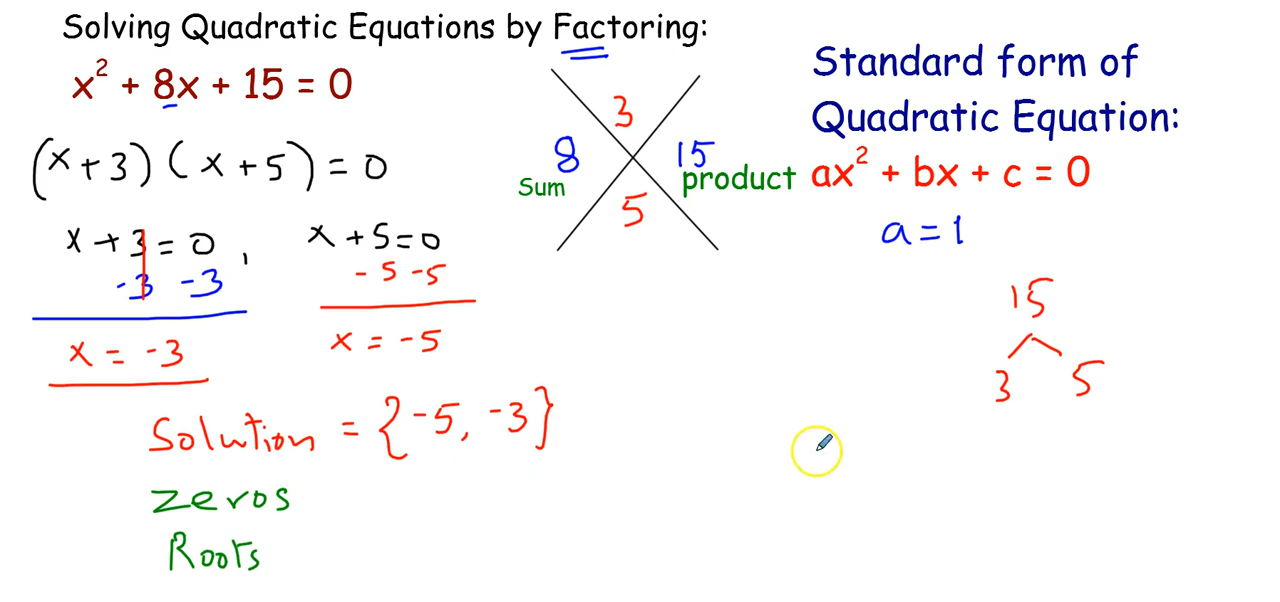 Solving Quadratic Equations by Factoring:
x² + 8x + 15 = 0
(x+3) (x+5) = 0
x+3=0, x+5=0
-3 -3 -5 -5
x = -3 x = -5
Solution = {-5, -3}
Zeros
Roots
3
8 15
Sum product
5
Standard form of
Quadratic Equation:
ax² + bx + c = 0
a=1
15
3 5